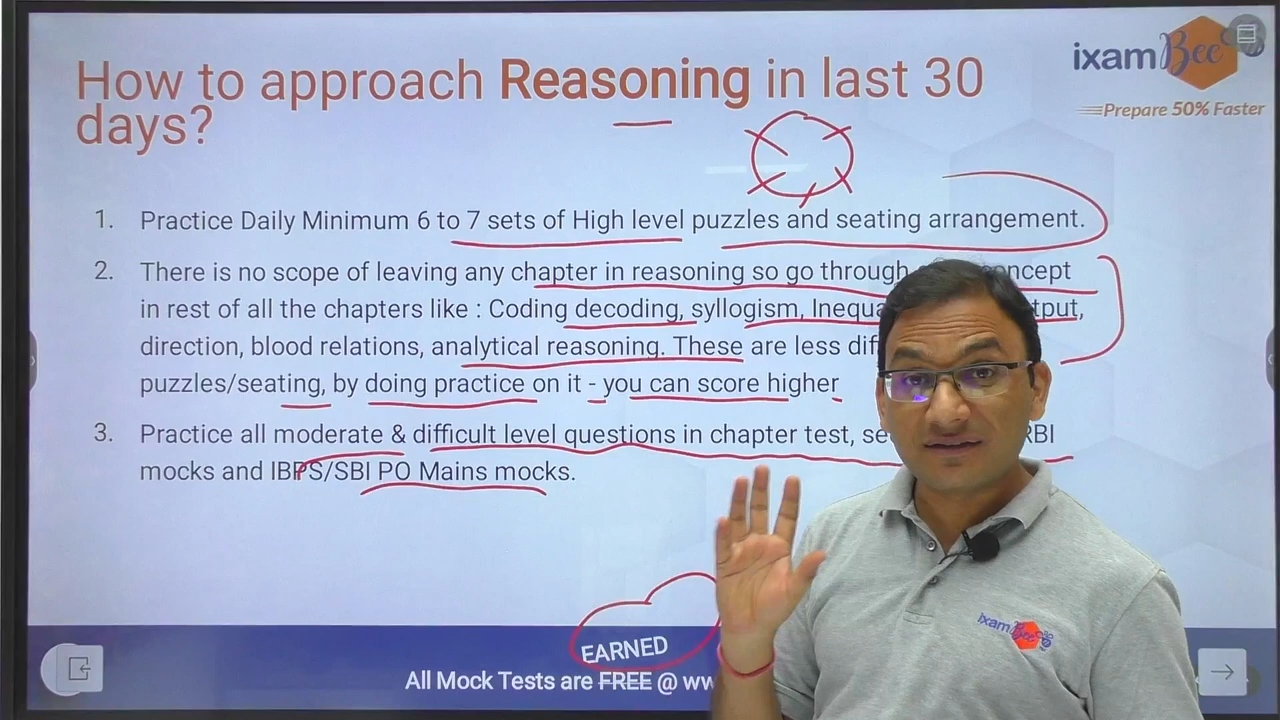 ixamBee
Prepare 50% Faster
How to approach Reasoning in last 30
days?
1. Practice Daily Minimum 6 to 7 sets of High level puzzles and seating arrangement.
2. There is no scope of leaving any chapter in reasoning so go through
in rest of all the chapters like : Coding decoding, syllogism,
direction, blood relations, analytical reasoning. These are less
puzzles/seating, by doing practice on it - you can score higher
3. Practice all moderate & difficult level questions in chapter test, RBI
mocks and IBPS/SBI PO Mains mocks.
EARNED
All Mock Tests are FREE @
ixamBee